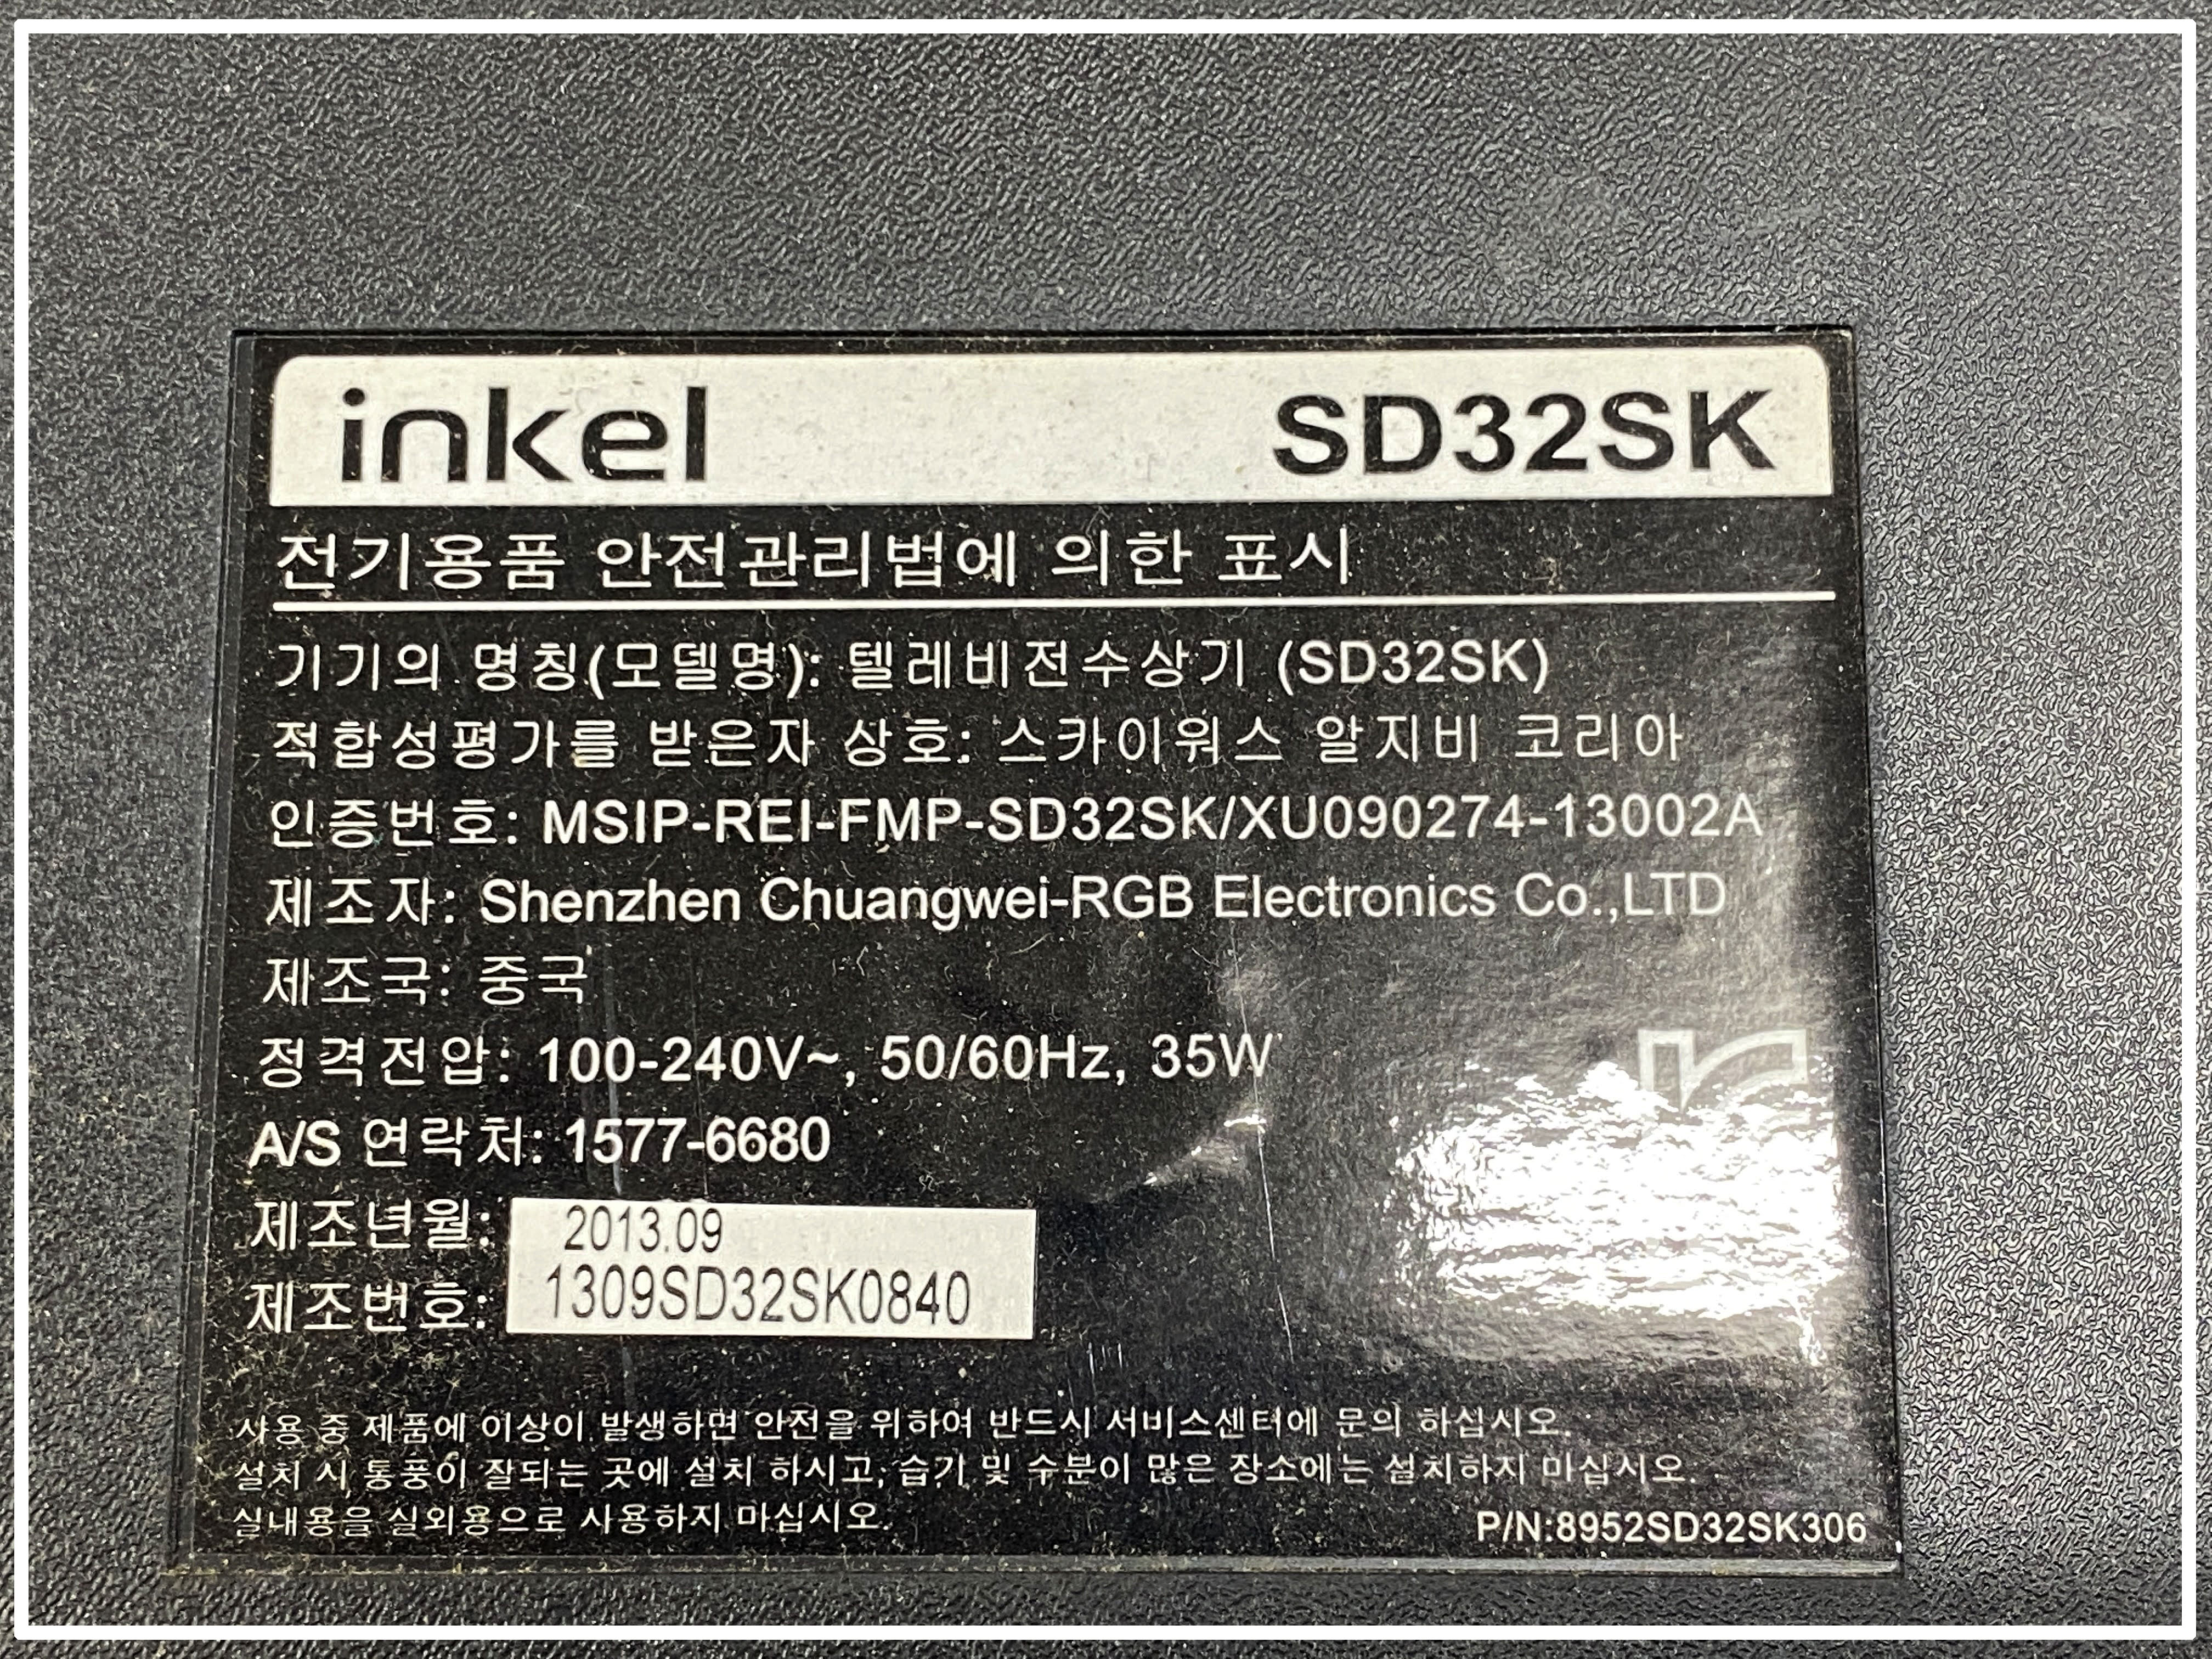 inkel SD32SK
전기용품 안전관리법에 의한 표시
기기의 명칭(모델명): 텔레비전수상기 (SD32SK)
적합성평가를 받은자 상호: 스카이워스 알지비 코리아
인증번호: MSIP-REI-FMP-SD32SK/XU090274-13002A
제조자: Shenzhen Chuangwei-RGB Electronics Co.,LTD
제조국: 중국
정격전압: 100-240V~, 50/60Hz, 35W
A/S 연락처: 1577-6680
제조년월: 2013.09
제조번호: 1309SD32SK0840
사용 중 제품에 이상이 발생하면 안전을 위하여 반드시 서비스센터에 문의 하십시오.
설치 시 통풍이 잘되는 곳에 설치 하시고, 습기 및 수분이 많은 장소에는 설치하지 마십시오.
실내용을 실외용으로 사용하지 마십시오.
P/N:8952SD32SK306